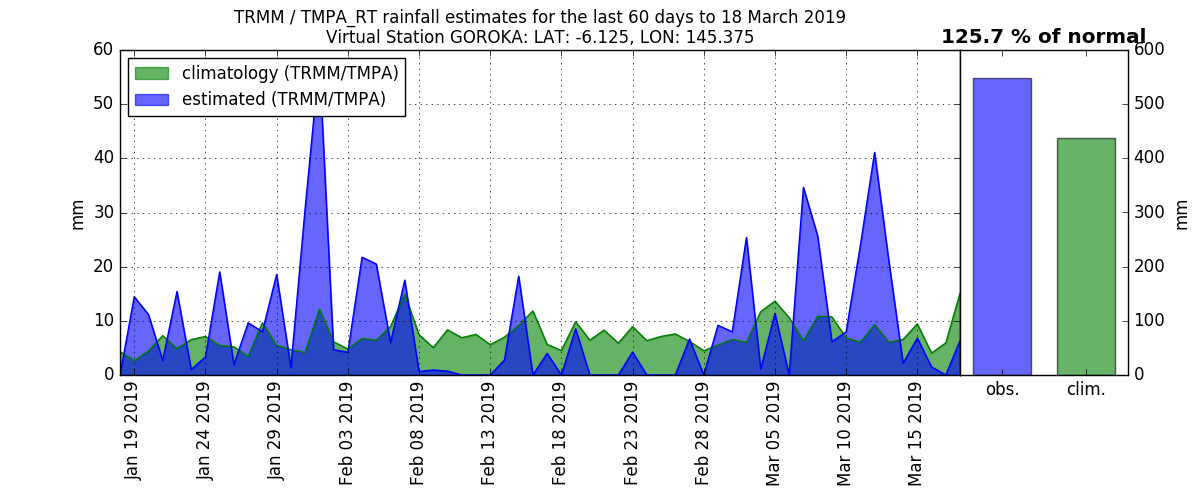 TRMM / TMPA_RT rainfall estimates for the last 60 days to 18 March 2019
Virtual Station GOROKA: LAT: -6.125, LON: 145.375
125.7 % of normal
climatology (TRMM/TMPA)
estimated (TRMM/TMPA)
60
50
40
30
20
10
0
mm
600
500
400
300
200
100
0
mm
Jan 19 2019
Jan 24 2019
Jan 29 2019
Feb 03 2019
Feb 08 2019
Feb 13 2019
Feb 18 2019
Feb 23 2019
Feb 28 2019
Mar 05 2019
Mar 10 2019
Mar 15 2019
obs.
clim.